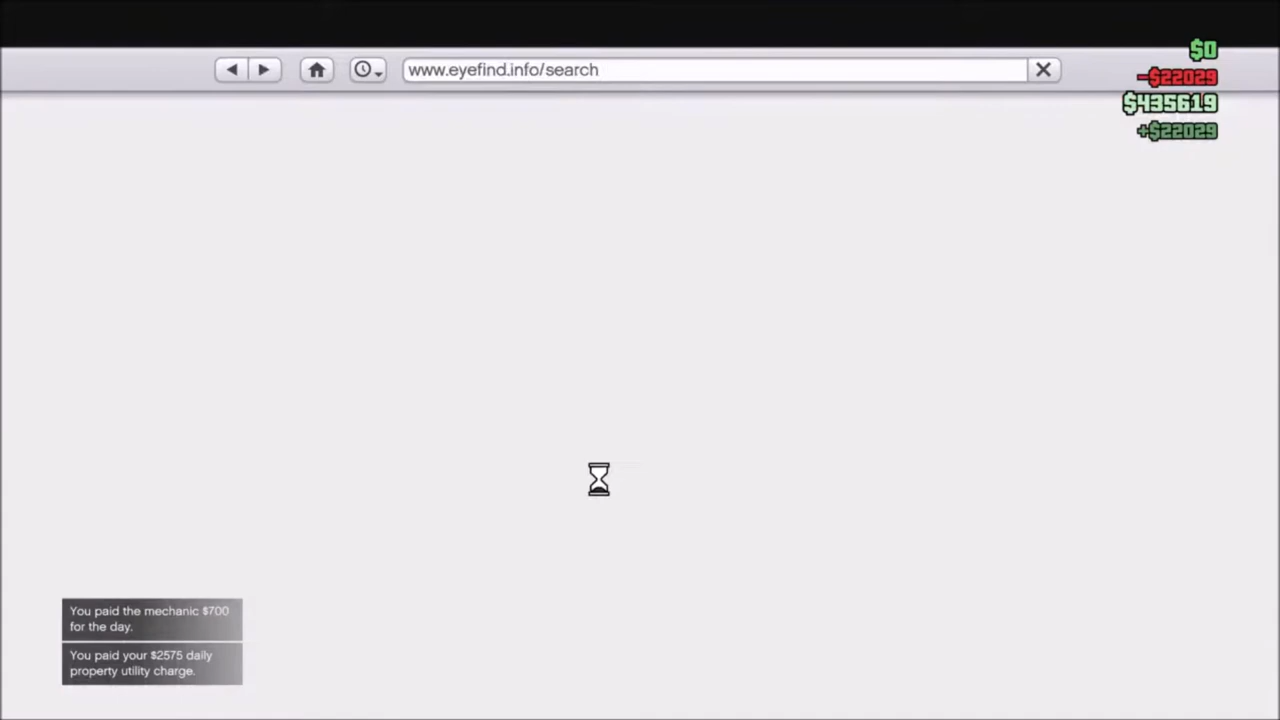 www.eyefind.info/search
$0
-$22029
$435619
+$22029
You paid the mechanic $700
for the day.
You paid your $2575 daily
property utility charge.